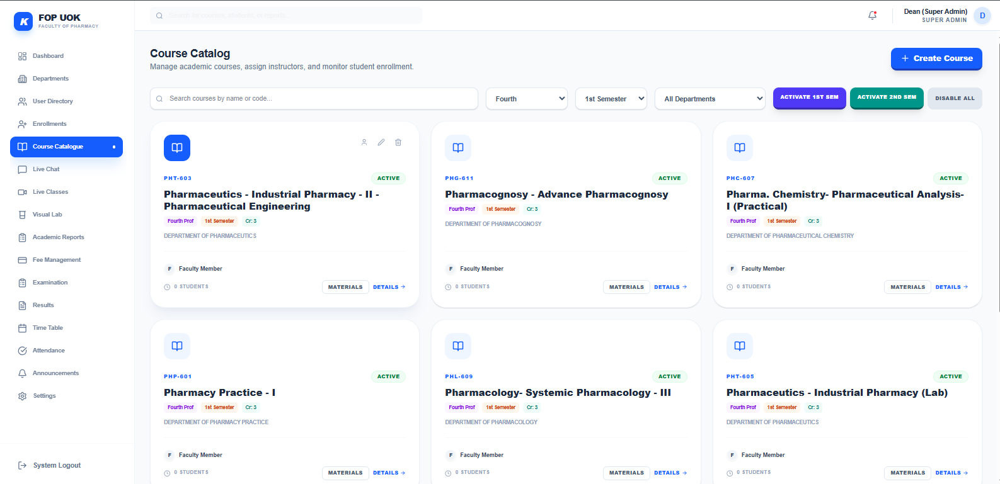 K
FOP UOK
FACULTY OF PHARMACY
Dashboard
Departments
User Directory
Enrollments
Course Catalogue
Live Chat
Live Classes
Visual Lab
Academic Reports
Fee Management
Examination
Results
Time Table
Attendance
Announcements
Settings
System Logout
Dean (Super Admin)
SUPER ADMIN
D
Course Catalog
Manage academic courses, assign instructors, and monitor student enrollment.
+ Create Course
Search courses by name or code...
Fourth
1st Semester
All Departments
ACTIVATE 1ST SEM
ACTIVATE 2ND SEM
DISABLE ALL
PHT-603
ACTIVE
Pharmaceutics - Industrial Pharmacy - II -
Pharmaceutical Engineering
Fourth Prof 1st Semester Cr: 3
DEPARTMENT OF PHARMACEUTICS
F Faculty Member
0 STUDENTS
MATERIALS
DETAILS →
PHG-611
ACTIVE
Pharmacognosy - Advance Pharmacognosy
Fourth Prof 1st Semester Cr: 3
DEPARTMENT OF PHARMACOGNOSY
F Faculty Member
0 STUDENTS
MATERIALS
DETAILS →
PHC-607
ACTIVE
Pharma. Chemistry- Pharmaceutical Analysis-
I (Practical)
Fourth Prof 1st Semester Cr: 3
DEPARTMENT OF PHARMACEUTICAL CHEMISTRY
F Faculty Member
0 STUDENTS
MATERIALS
DETAILS →
PHP-601
ACTIVE
Pharmacy Practice - I
Fourth Prof 1st Semester Cr: 3
DEPARTMENT OF PHARMACY PRACTICE
F Faculty Member
0 STUDENTS
MATERIALS
DETAILS →
PHL-609
ACTIVE
Pharmacology- Systemic Pharmacology - III
Fourth Prof 1st Semester Cr: 3
DEPARTMENT OF PHARMACOLOGY
F Faculty Member
0 STUDENTS
MATERIALS
DETAILS →
PHT-605
ACTIVE
Pharmaceutics - Industrial Pharmacy (Lab)
Fourth Prof 1st Semester Cr: 3
DEPARTMENT OF PHARMACEUTICS
F Faculty Member
0 STUDENTS
MATERIALS
DETAILS →